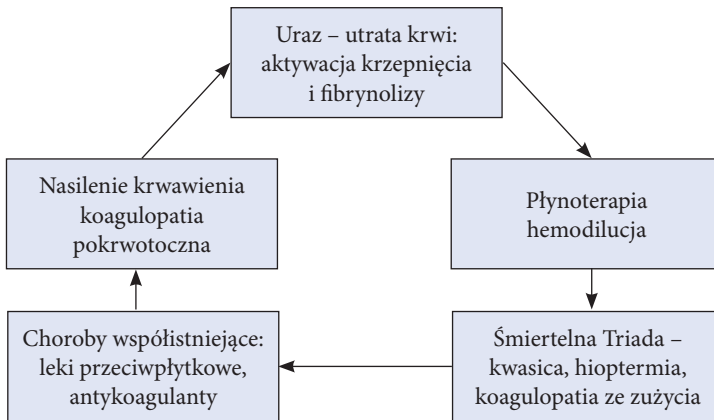 Uraz – utrata krwi:
aktywacja krzepnięcia
i fibrynolizy
Nasilenie krwawienia
koagulopatia
pokrwotoczna
Płynoterapia
hemodilucja
Choroby współistniejące:
leki przeciwpłytkowe,
antykoagulanty
Śmiertelna Triada –
kwasica, hioptermia,
koagulopatia ze zużycia